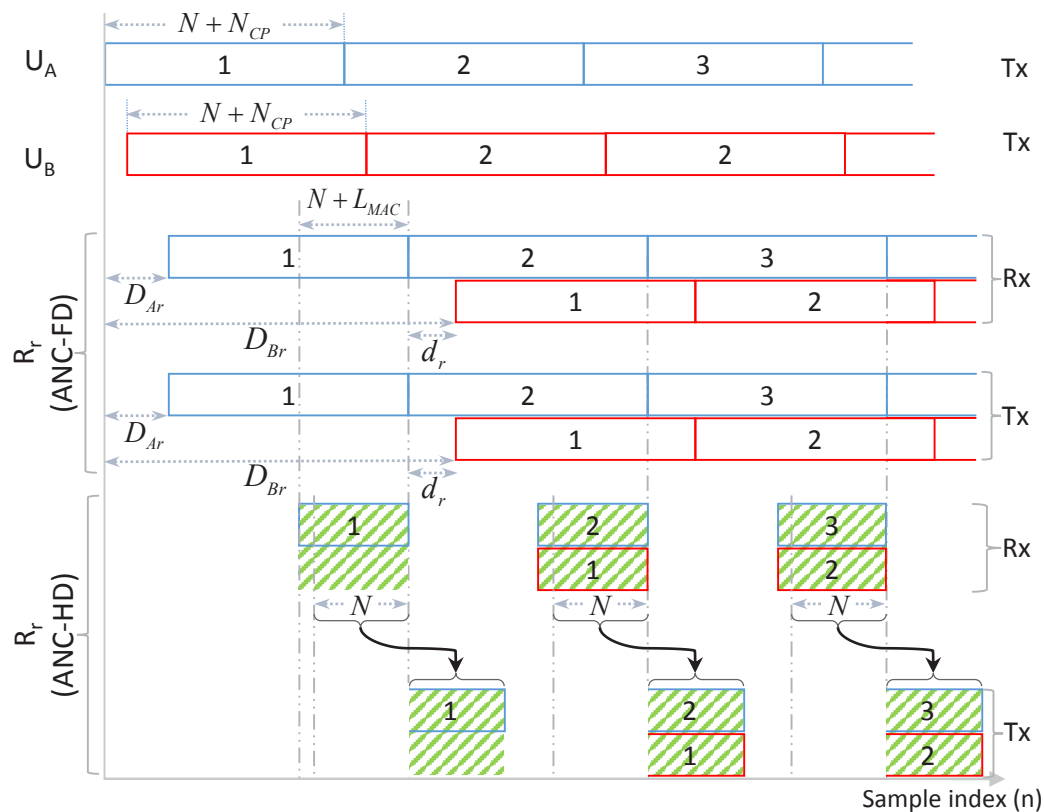 N + N_CP
U_A 1 2 3 Tx
N + N_CP
U_B 1 2 2 Tx
N + L_MAC
R_r (ANC-FD)
1 2 3 Rx
D_Ar 1 2
D_Br d_r
1 2 3 Tx
D_Ar 1 2
D_Br d_r
R_r (ANC-HD)
1 2 3 Rx
1 2
N N N
1 2 3 Tx
1 2
Sample index (n)